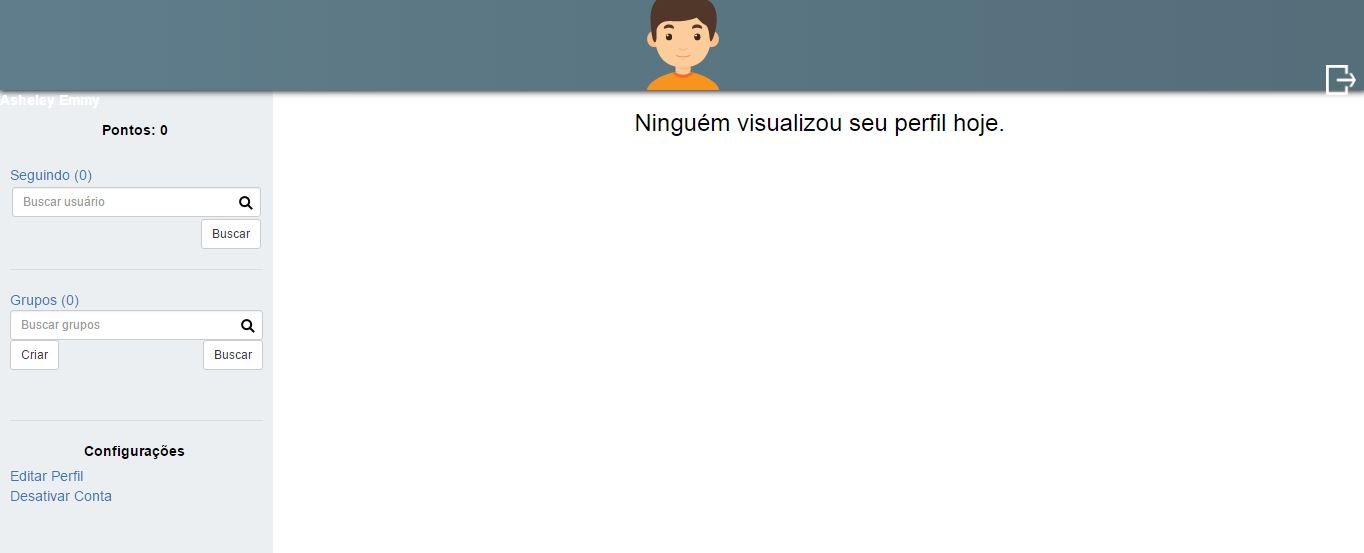 Asheley Emmy
Pontos: 0
Ninguém visualizou seu perfil hoje.
Seguindo (0)
Buscar usuário
Buscar
Grupos (0)
Buscar grupos
Criar
Buscar
Configurações
Editar Perfil
Desativar Conta